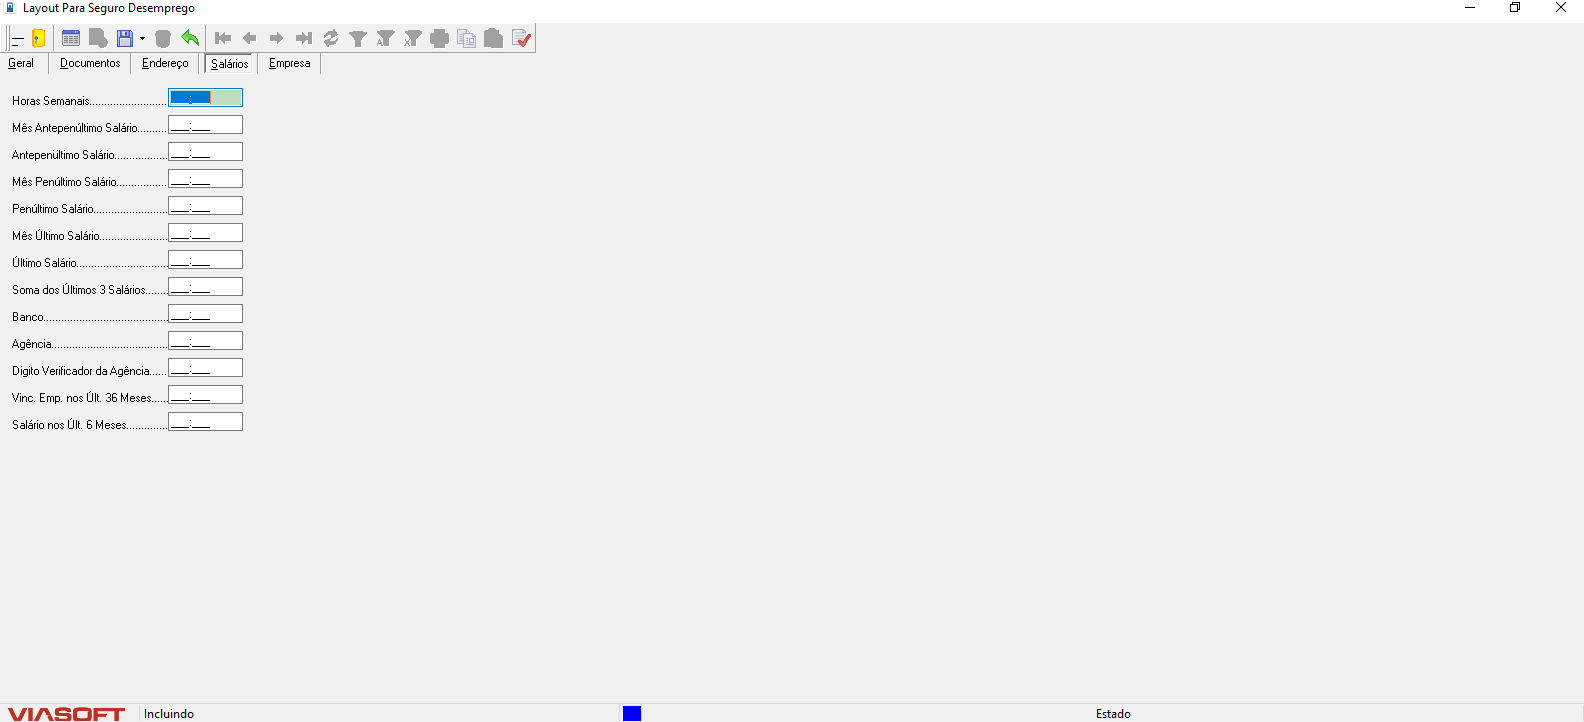 Layout Para Seguro Desemprego
Geral Documentos Endereço Salários Empresa
Horas Semanais.......................... ___:___
Mês Antepenúltimo Salário.......... ___:___
Antepenúltimo Salário.................. ___:___
Mês Penúltimo Salário................. ___:___
Penúltimo Salário......................... ___:___
Mês Último Salário....................... ___:___
Último Salário............................... ___:___
Soma dos Últimos 3 Salários........ ___:___
Banco.......................................... ___:___
Agência....................................... ___:___
Digito Verificador da Agência...... ___:___
Vinc. Emp. nos Últ. 36 Meses...... ___:___
Salário nos Últ. 6 Meses.............. ___:___
VIASOFT Incluindo Estado